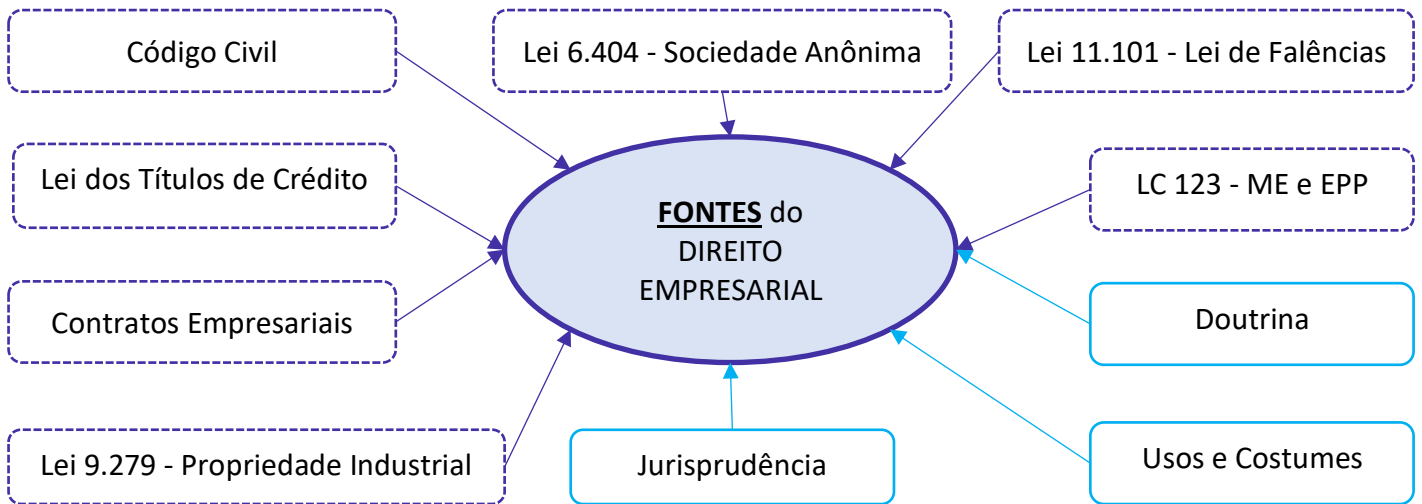 Código Civil
Lei 6.404 - Sociedade Anônima
Lei 11.101 - Lei de Falências
Lei dos Títulos de Crédito
LC 123 - ME e EPP
FONTES do
DIREITO
EMPRESARIAL
Contratos Empresariais
Doutrina
Lei 9.279 - Propriedade Industrial
Jurisprudência
Usos e Costumes